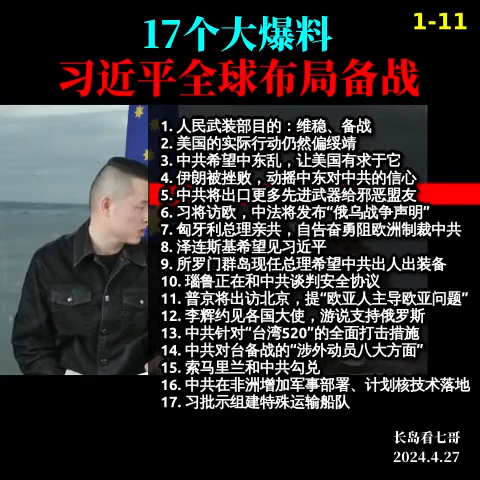 1-11
17个大爆料
习近平全球布局备战
1. 人民武装部目的：维稳、备战
2. 美国的实际行动仍然偏绥靖
3. 中共希望中东乱，让美国有求于它
4. 伊朗被挫败，动摇中东对中共的信心
5. 中共将出口更多先进武器给邪恶盟友
6. 习将访欧，中法将发布“俄乌战争声明”
7. 匈牙利总理亲共，自告奋勇阻欧洲制裁中共
8. 泽连斯基希望见习近平
9. 所罗门群岛现任总理希望中共出人出装备
10. 瑙鲁正在和中共谈判安全协议
11. 普京将出访北京，提“欧亚人主导欧亚问题”
12. 李辉约见各国大使，游说支持俄罗斯
13. 中共针对“台湾520”的全面打击措施
14. 中共对台备战的“涉外动员八大方面”
15. 索马里兰和中共勾兑
16. 中共在非洲增加军事部署、计划核技术落地
17. 习批示组建特殊运输船队
长岛看七哥
2024.4.27